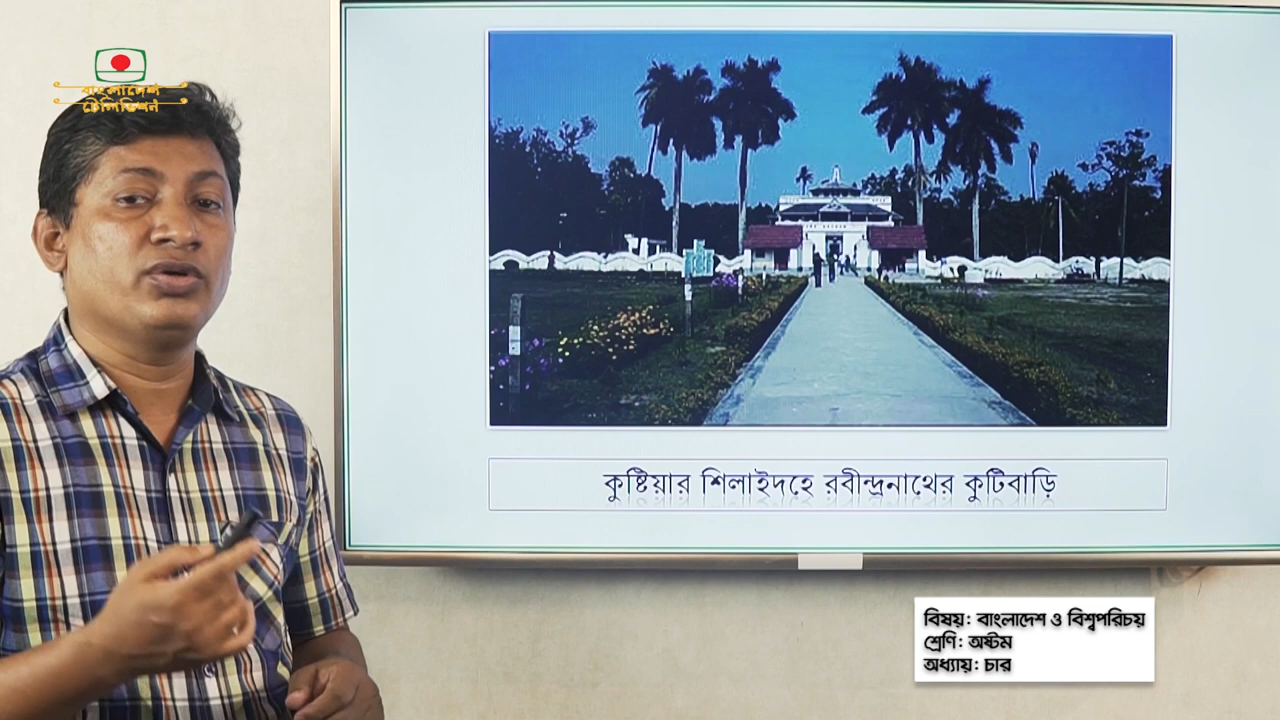 বাংলাদেশ
টেলিভিশন
কুষ্টিয়ার শিলাইদহে রবীন্দ্রনাথের কুটিবাড়ি
বিষয়: বাংলাদেশ ও বিশ্বপরিচয়
শ্রেণি: অষ্টম
অধ্যায়: চার